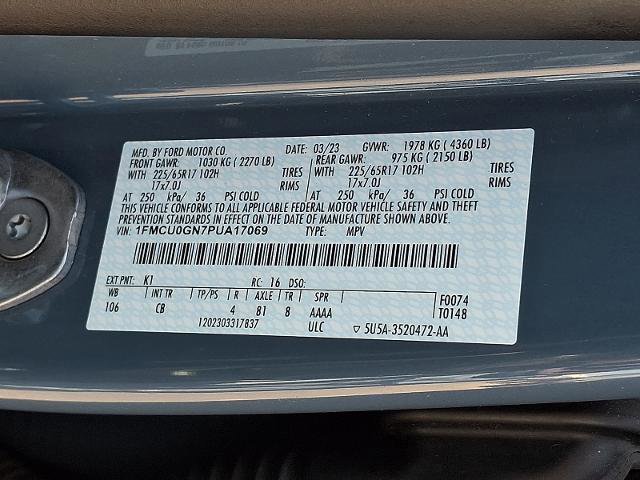 MFD. BY FORD MOTOR CO. DATE: 03/23 GVWR: 1978 KG ( 4360 LB)
FRONT GAWR: 1030 KG ( 2270 LB) REAR GAWR: 975 KG ( 2150 LB)
WITH 225/65R17 102H TIRES WITH 225/65R17 102H TIRES
17x7.0J RIMS 17x7.0J RIMS
AT 250 kPa/ 36 PSI COLD AT 250 kPa/ 36 PSI COLD
THIS VEHICLE CONFORMS TO ALL APPLICABLE FEDERAL MOTOR VEHICLE SAFETY AND THEFT
PREVENTION STANDARDS IN EFFECT ON THE DATE OF MANUFACTURE SHOWN ABOVE.
VIN: 1FMCU0GN7PUA17069 TYPE: MPV
EXT PNT: K1 RC: 16 DSO:
WB INT TR TP/PS R AXLE TR SPR F0074
106 CB 4 81 8 AAAA T0148
1202303317837 ULC ▽ 5U5A-3520472-AA